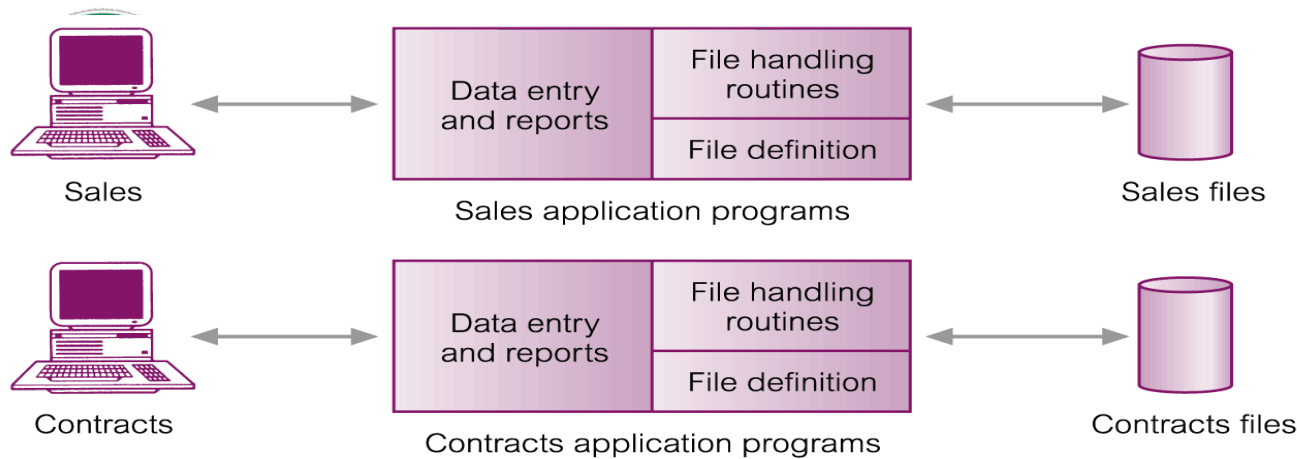 File handling
routines
Data entry
and reports
File definition
Sales
Sales application programs
Sales files
File handling
routines
Data entry
and reports
File definition
Contracts
Contracts application programs
Contracts files